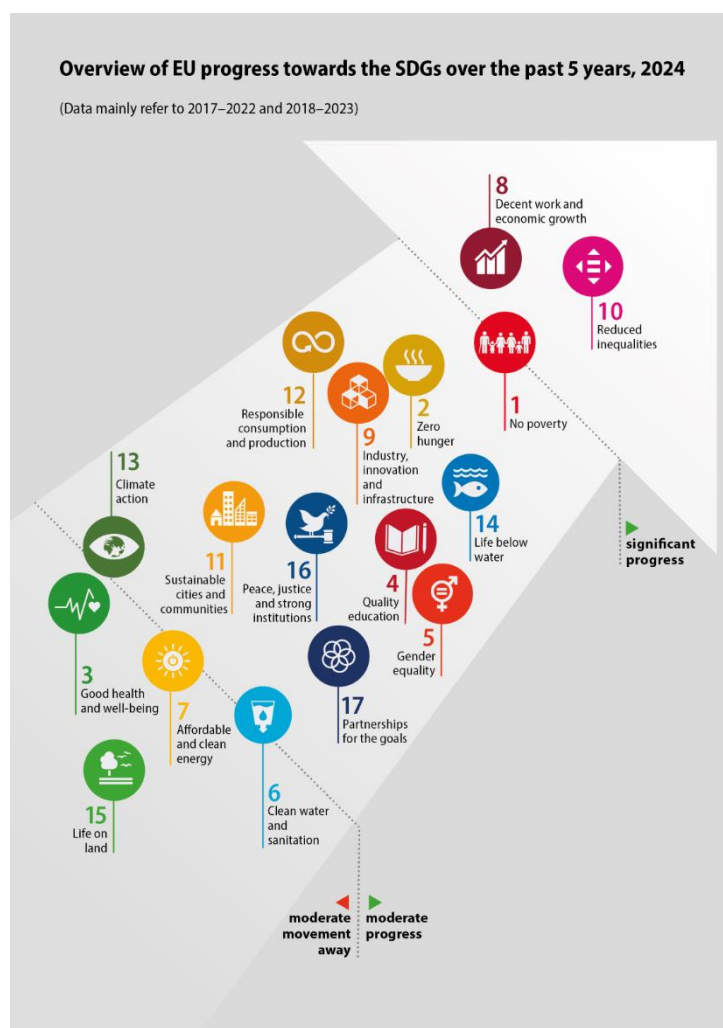 Overview of EU progress towards the SDGs over the past 5 years, 2024
(Data mainly refer to 2017–2022 and 2018–2023)
8
Decent work and
economic growth
10
Reduced
inequalities
1
No poverty
12
Responsible
consumption
and production
2
Zero
hunger
9
Industry,
innovation
and
infrastructure
13
Climate
action
14
Life below
water
significant
progress
11
Sustainable
cities and
communities
16
Peace, justice
and strong
institutions
4
Quality
education
5
Gender
equality
3
Good health
and well-being
7
Affordable
and clean
energy
17
Partnerships
for the goals
6
Clean water
and
sanitation
15
Life on
land
moderate
movement
away
moderate
progress